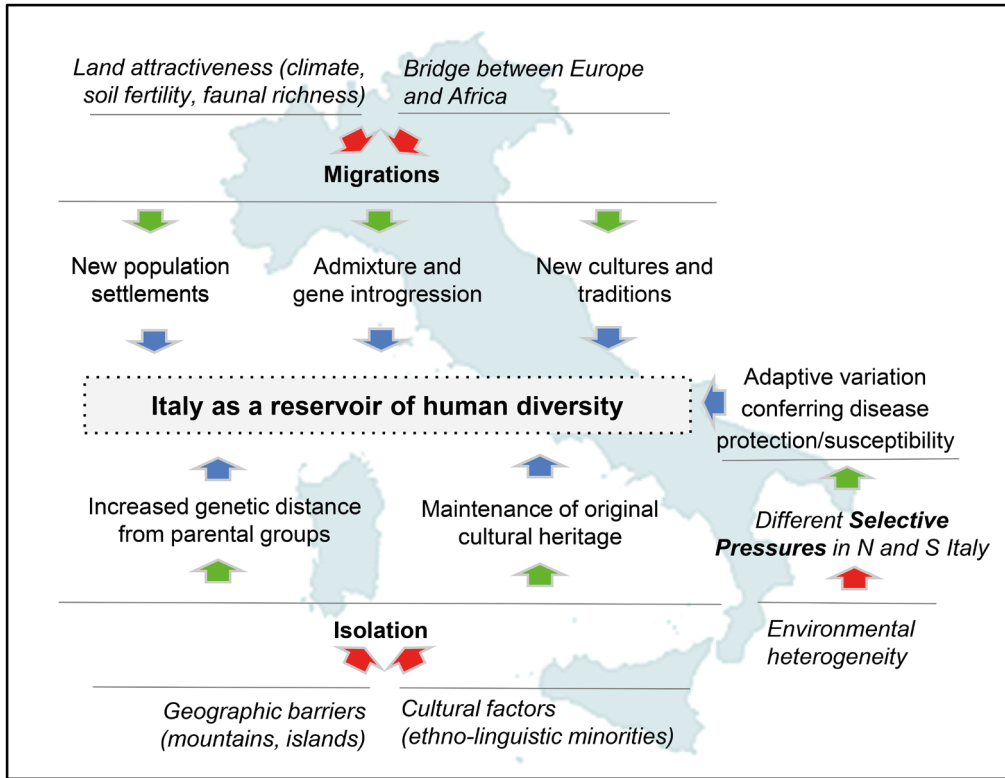 Land attractiveness (climate,
soil fertility, faunal richness)
Bridge between Europe
and Africa
Migrations
New population
settlements
Admixture and
gene introgression
New cultures and
traditions
Italy as a reservoir of human diversity
Adaptive variation
conferring disease
protection/susceptibility
Increased genetic distance
from parental groups
Maintenance of original
cultural heritage
Different Selective
Pressures in N and S Italy
Isolation
Environmental
heterogeneity
Geographic barriers
(mountains, islands)
Cultural factors
(ethno-linguistic minorities)